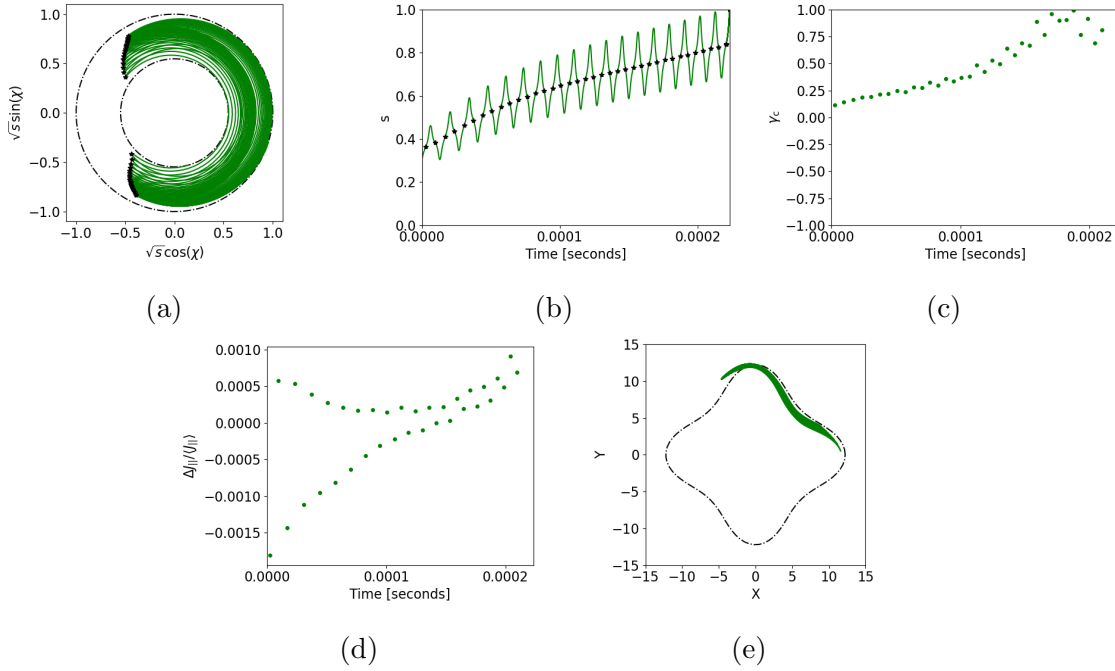 1.0
0.5
0.0
−0.5
−1.0
√s sin(χ)
−1.0 −0.5 0.0 0.5 1.0
√s cos(χ)
(a)
1.0
0.8
0.6
0.4
0.2
0.0
s
0.0000 0.0001 0.0002
Time [seconds]
(b)
1.00
0.75
0.50
0.25
0.00
−0.25
−0.50
−0.75
−1.00
γc
0.0000 0.0001 0.0002
Time [seconds]
(c)
0.0010
0.0005
0.0000
−0.0005
−0.0010
−0.0015
ΔJ||/⟨J||⟩
0.0000 0.0001 0.0002
Time [seconds]
(d)
15
10
5
0
−5
−10
−15
Y
−15 −10 −5 0 5 10 15
X
(e)